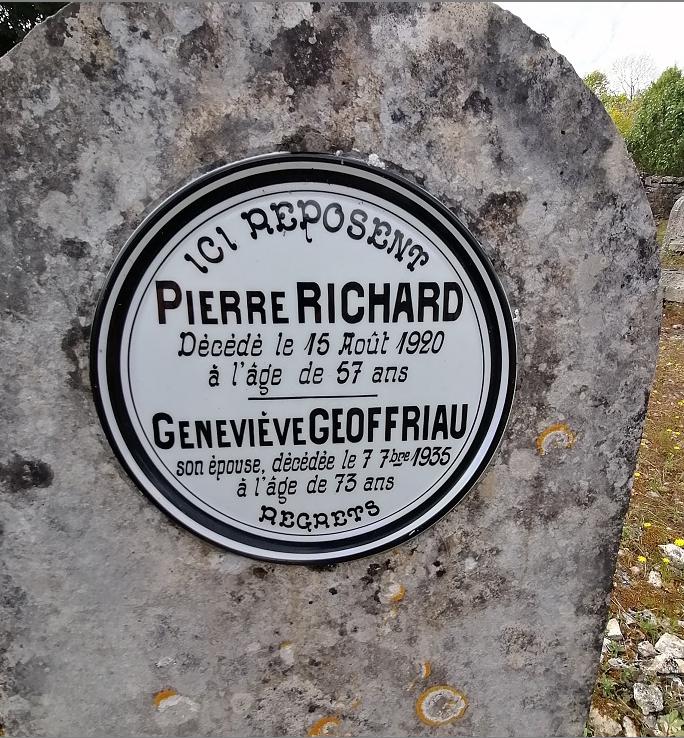 ICI REPOSENT
PIERRE RICHARD
Décédé le 15 Août 1920
à l'âge de 57 ans
GENEVIÈVE GEOFFRIAU
son épouse, décédée le 7 7bre 1935
à l'âge de 73 ans
REGRETS